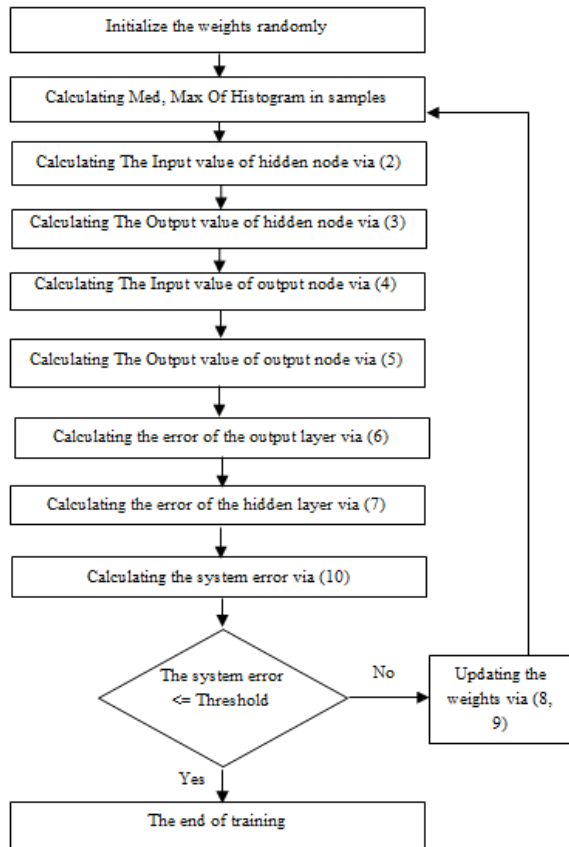 Initialize the weights randomly
Calculating Med, Max Of Histogram in samples
Calculating The Input value of hidden node via (2)
Calculating The Output value of hidden node via (3)
Calculating The Input value of output node via (4)
Calculating The Output value of output node via (5)
Calculating the error of the output layer via (6)
Calculating the error of the hidden layer via (7)
Calculating the system error via (10)
The system error
<= Threshold
No
Updating the
weights via (8,
9)
Yes
The end of training